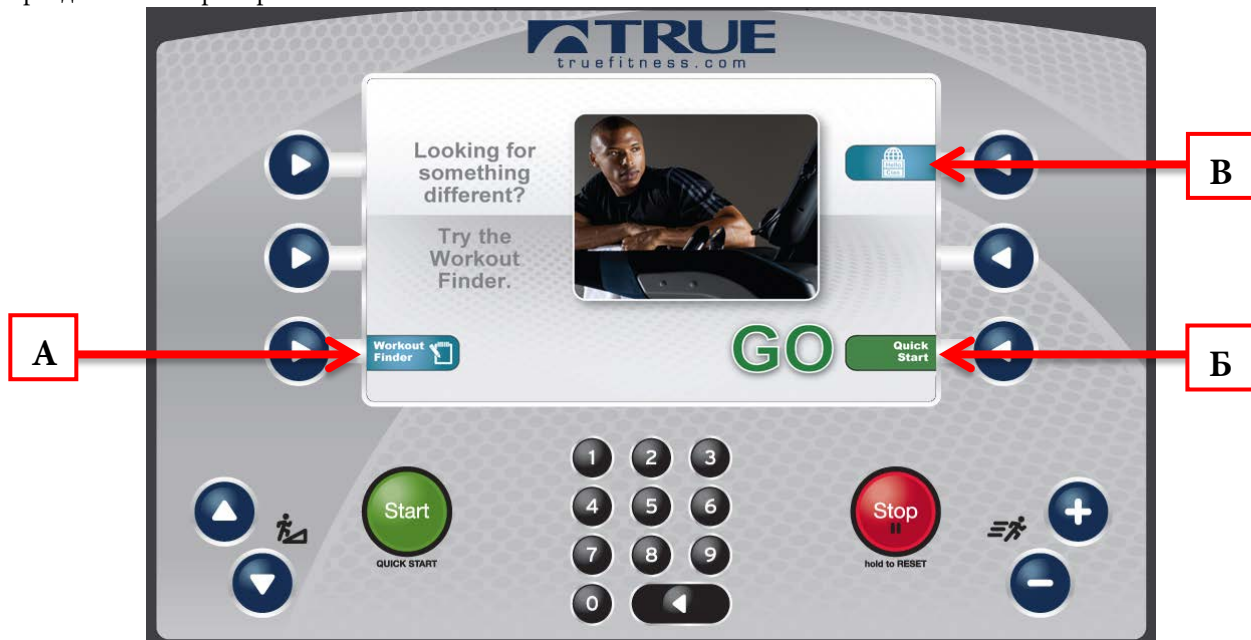 TRUE
truefitness.com
Looking for
something
different?
Try the
Workout
Finder.
Hello
В
А
Workout
Finder
GO
Quick
Start
Б
1 2 3
4 5 6
7 8 9
0
Start
QUICK START
Stop
hold to RESET